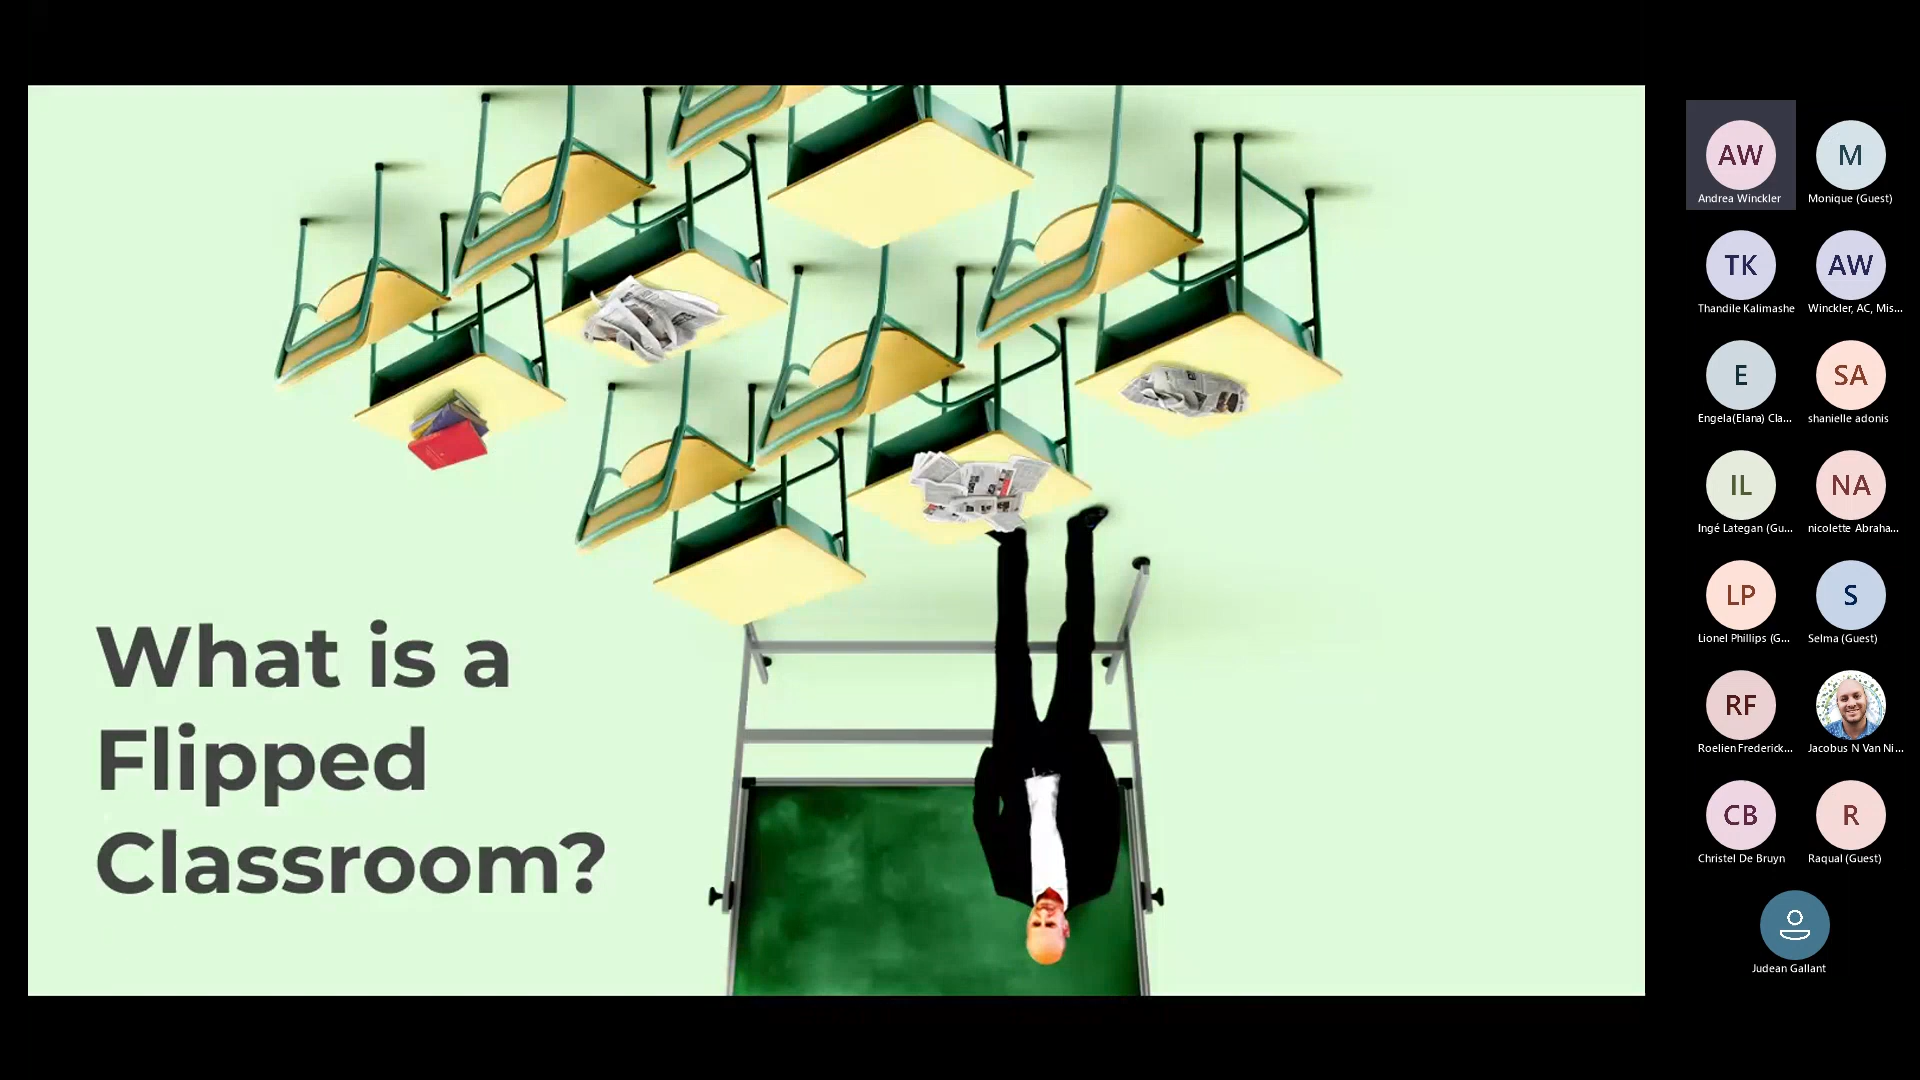 What is a
Flipped
Classroom?
AW
Andrea Winckler
M
Monique (Guest)
TK
Thandile Kalimashe
AW
Winckler, AC, Mis...
E
Engela(Elana) Cla...
SA
shanielle adonis
IL
Ingé Lategan (Gu...
NA
nicolette Abraha...
LP
Lionel Phillips (G...
S
Selma (Guest)
RF
Roelien Frederick...
Jacobus N Van Ni...
CB
Christel De Bruyn
R
Raqual (Guest)
Judean Gallant